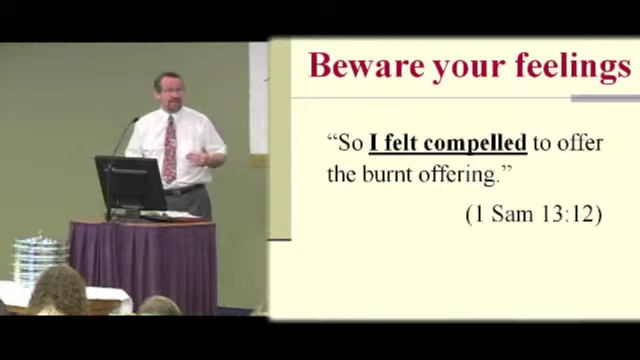 Beware your feelings
“So I felt compelled to offer
the burnt offering.”
(1 Sam 13:12)